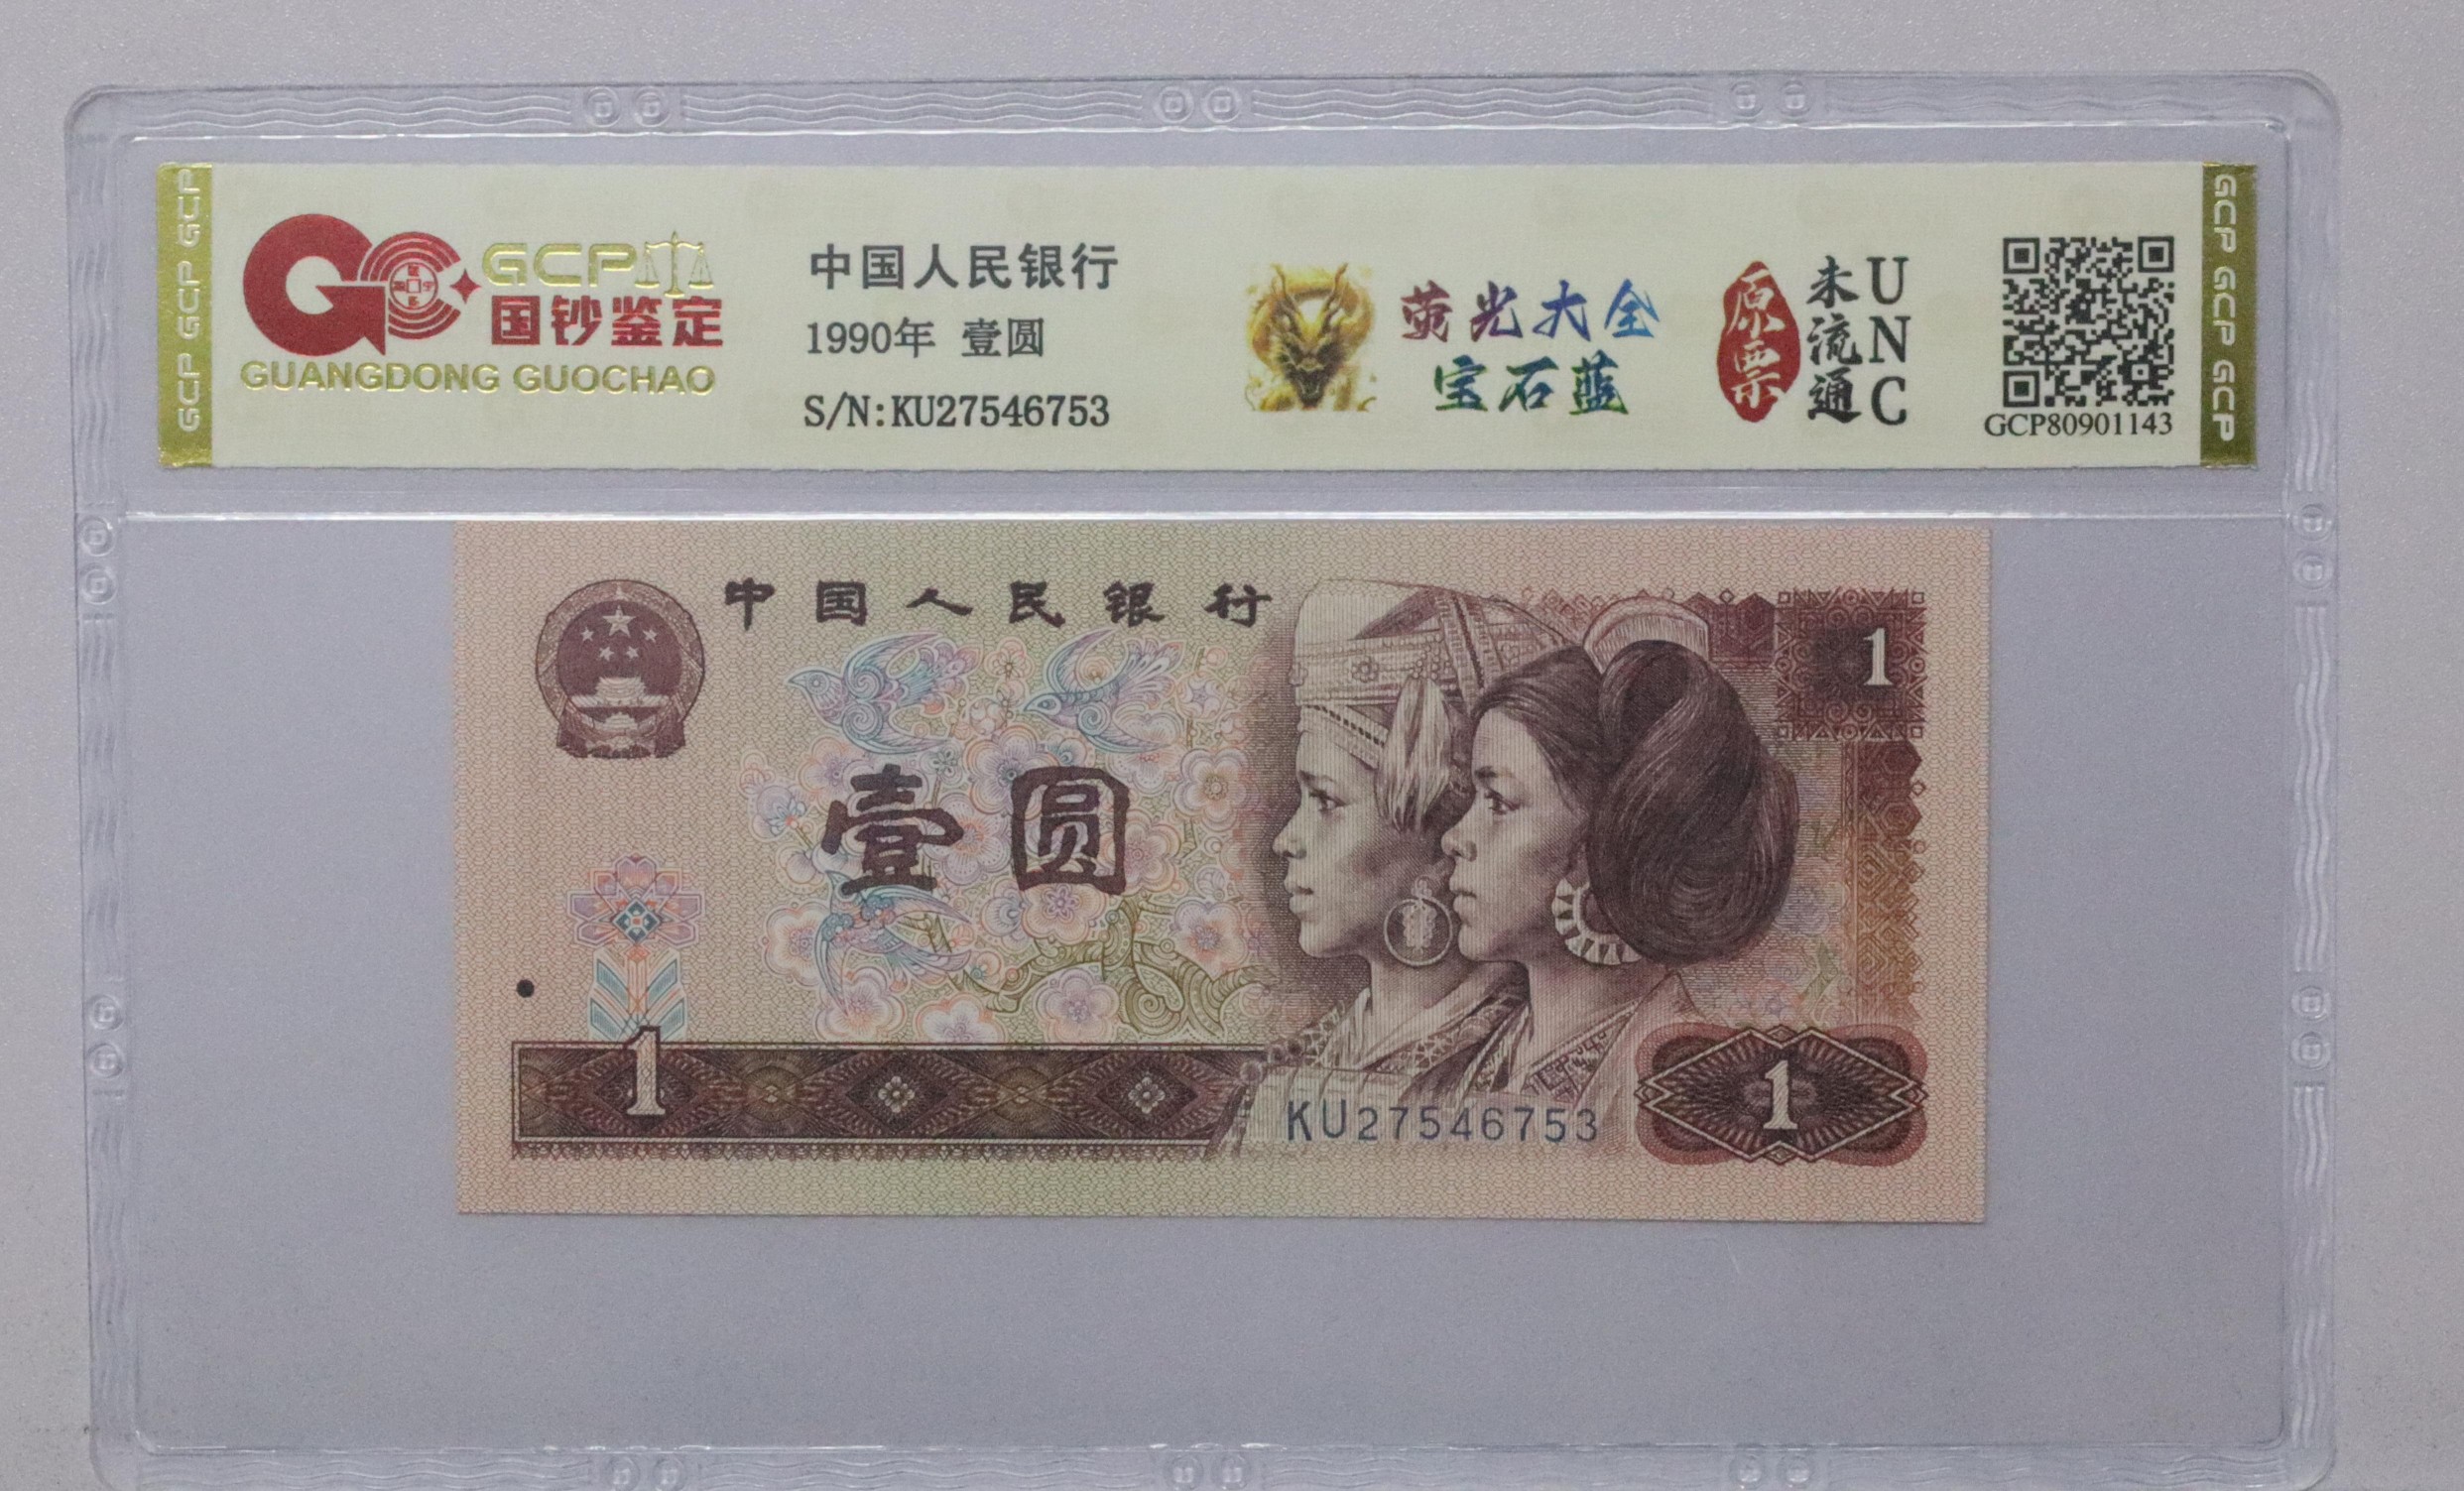 GCP GCP GCP
GCP
国钞鉴定
GUANGDONG GUOCHAO
中国人民银行
1990年 壹圆
S/N:KU27546753
荧光大全
宝石蓝
原票
未流通
UNC
GCP80901143
GCP GCP GCP
中国人民银行
1
壹圆
1
KU27546753
1